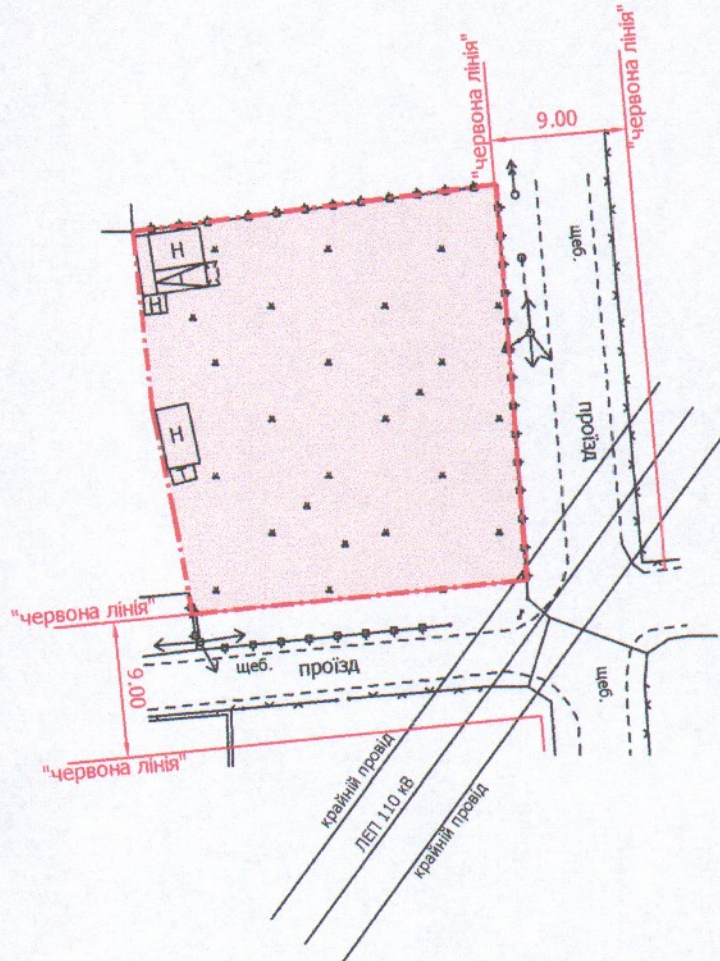 "червона лінія"
"червона лінія"
9.00
щеб.
Н
Н
Н
Н
проїзд
"червона лінія"
щеб. проїзд
щеб.
9.00
"червона лінія"
крайній провід
ЛЕП 110 кВ
крайній провід